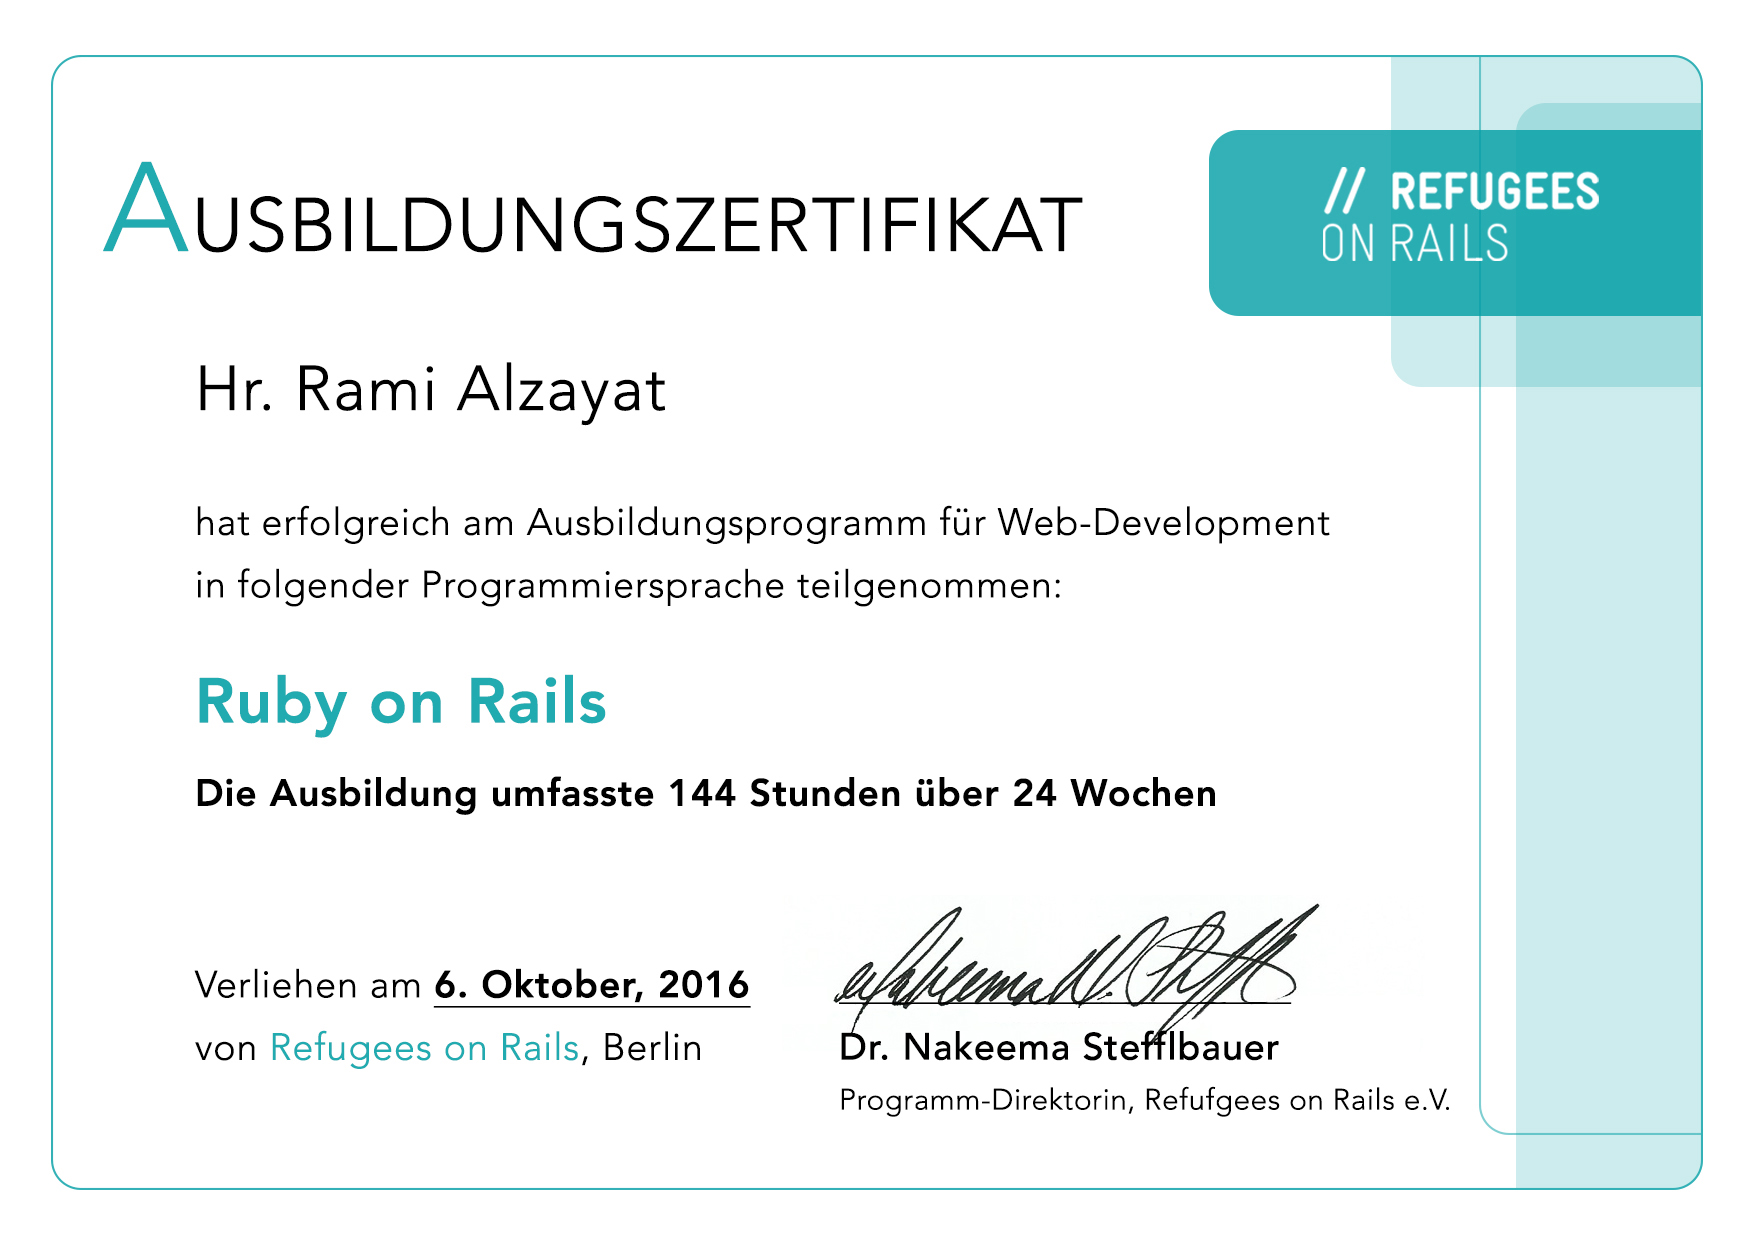 AUSBILDUNGSZERTIFIKAT
// REFUGEES
ON RAILS
Hr. Rami Alzayat
hat erfolgreich am Ausbildungsprogramm für Web-Development
in folgender Programmiersprache teilgenommen:
Ruby on Rails
Die Ausbildung umfasste 144 Stunden über 24 Wochen
Verliehen am 6. Oktober, 2016
von Refugees on Rails, Berlin
Nakeema W. Steffl
Dr. Nakeema Stefflbauer
Programm-Direktorin, Refufgees on Rails e.V.